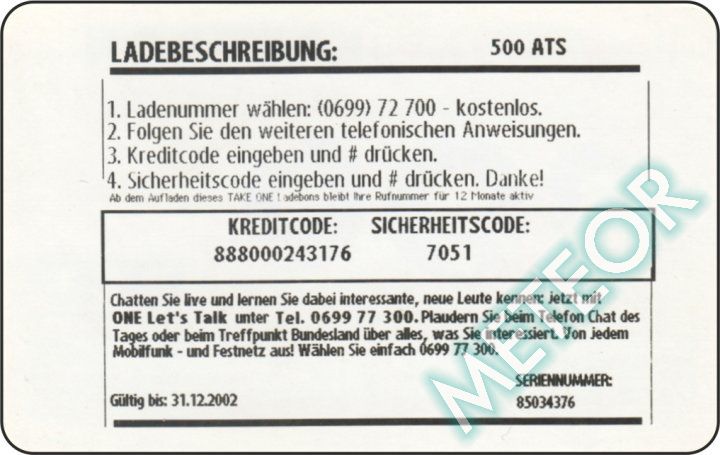 LADEBESCHREIBUNG: 500 ATS
1. Ladenummer wählen: (0699) 72 700 - kostenlos.
2. Folgen Sie den weiteren telefonischen Anweisungen.
3. Kreditcode eingeben und # drücken.
4. Sicherheitscode eingeben und # drücken. Danke!
Ab dem Aufladen dieses TAKE ONE Ladebons bleibt Ihre Rufnummer für 12 Monate aktiv
KREDITCODE: SICHERHEITSCODE:
888000243176 7051
Chatten Sie live und lernen Sie dabei interessante, neue Leute kennen: Jetzt mit
ONE Let's Talk unter Tel. 0699 77 300. Plaudern Sie beim Telefon Chat des
Tages oder beim Treffpunkt Bundesland über alles, was Sie interessiert. Von jedem
Mobilfunk - und Festnetz aus! Wählen Sie einfach 0699 77 300.
SERIENNUMMER:
Gültig bis: 31.12.2002 85034376
METEOR